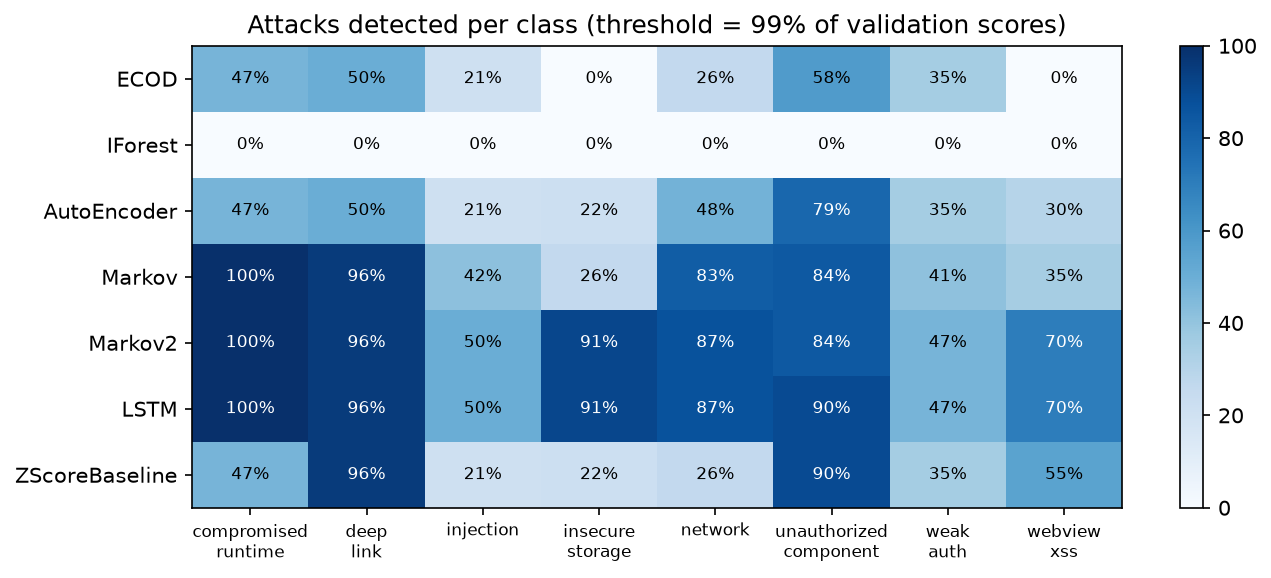 Attacks detected per class (threshold = 99% of validation scores)
ECOD 47% 50% 21% 0% 26% 58% 35% 0%
IForest 0% 0% 0% 0% 0% 0% 0% 0%
AutoEncoder 47% 50% 21% 22% 48% 79% 35% 30%
Markov 100% 96% 42% 26% 83% 84% 41% 35%
Markov2 100% 96% 50% 91% 87% 84% 47% 70%
LSTM 100% 96% 50% 91% 87% 90% 47% 70%
ZScoreBaseline 47% 96% 21% 22% 26% 90% 35% 55%
compromised deep injection insecure network unauthorized weak webview
runtime link storage component auth xss
100
80
60
40
20
0